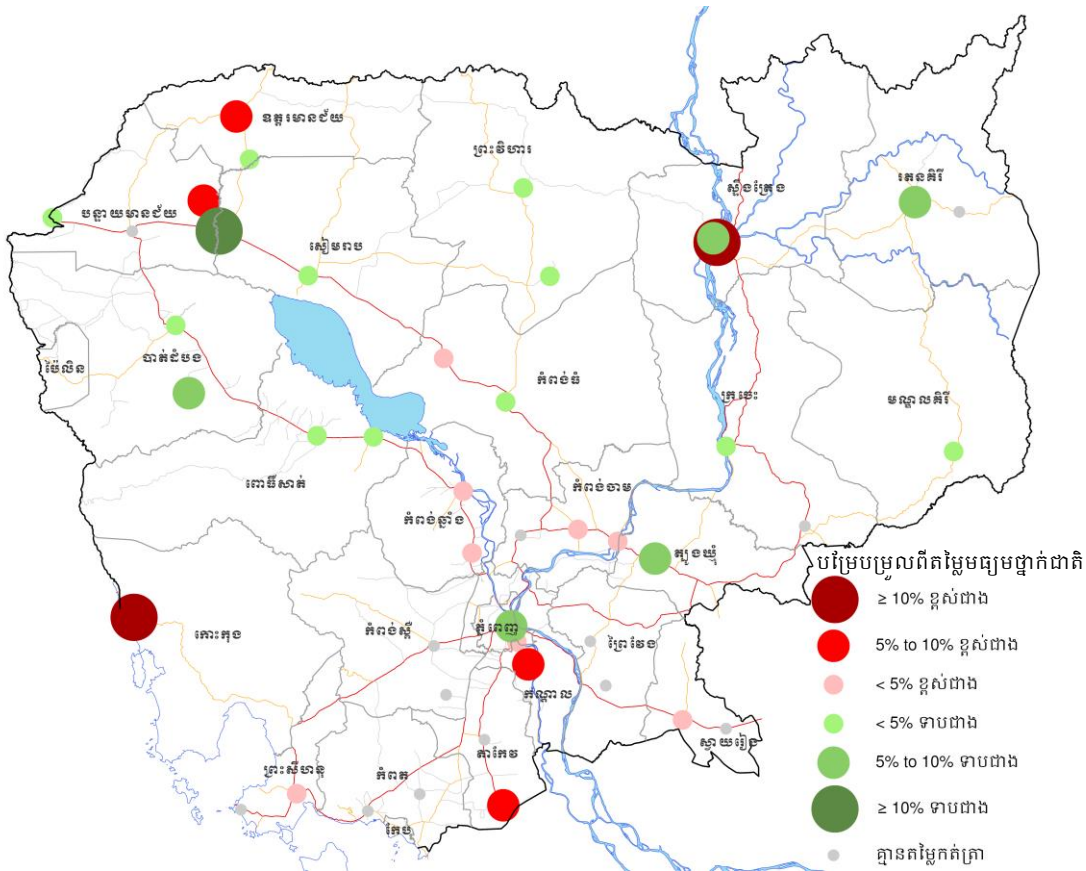 ឧត្តរមានជ័យ
ព្រះវិហារ
ស្ទឹងត្រែង
រតនគិរី
បន្ទាយមានជ័យ
សៀមរាប
បាត់ដំបង
ប៉ៃលិន
កំពង់ធំ
ក្រចេះ
មណ្ឌលគិរី
ពោធិ៍សាត់
កំពង់ចាម
កំពង់ឆ្នាំង
ត្បូងឃ្មុំ
កោះកុង
កំពង់ស្ពឺ
ភ្នំពេញ
ព្រៃវែង
កណ្តាល
ស្វាយរៀង
តាកែវ
ព្រះសីហនុ
កំពត
កែប
បម្រែបម្រួលពីតម្លៃមធ្យមថ្នាក់ជាតិ
≥ 10% ខ្ពស់ជាង
5% to 10% ខ្ពស់ជាង
< 5% ខ្ពស់ជាង
< 5% ទាបជាង
5% to 10% ទាបជាង
≥ 10% ទាបជាង
គ្មានតម្លៃកត់ត្រា